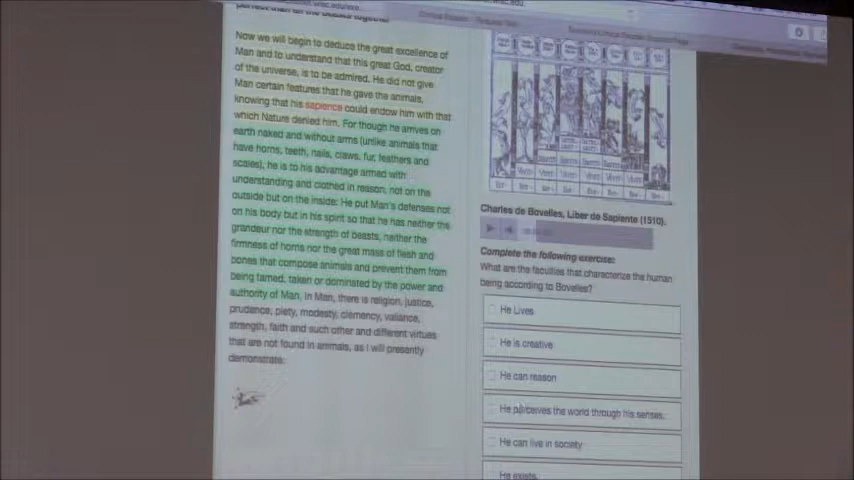 perfect than all the beasts together
Now we will begin to deduce the great excellence of
Man and to understand that this great God, creator
of the universe, is to be admired. He did not give
Man certain features that he gave the animals,
knowing that his sapience could endow him with that
which Nature denied him. For though he arrives on
earth naked and without arms (unlike animals that
have horns, teeth, nails, claws, fur, feathers and
scales), he is to his advantage armed with
understanding and clothed in reason, not on the
outside but on the inside: He put Man's defenses not
on his body but in his spirit so that he has neither the
grandeur nor the strength of beasts, neither the
firmness of horns nor the great mass of flesh and
bones that compose animals and prevent them from
being tamed, taken or dominated by the power and
authority of Man. In Man, there is religion, justice,
prudence, piety, modesty, clemency, valiance,
strength, faith and such other and different virtues
that are not found in animals, as I will presently
demonstrate.
Charles de Bovelles, Liber de Sapiente (1510).
Complete the following exercise:
What are the faculties that characterize the human
being according to Bovelles?
He Lives
He is creative
He can reason
He perceives the world through his senses.
He can live in society
He exists